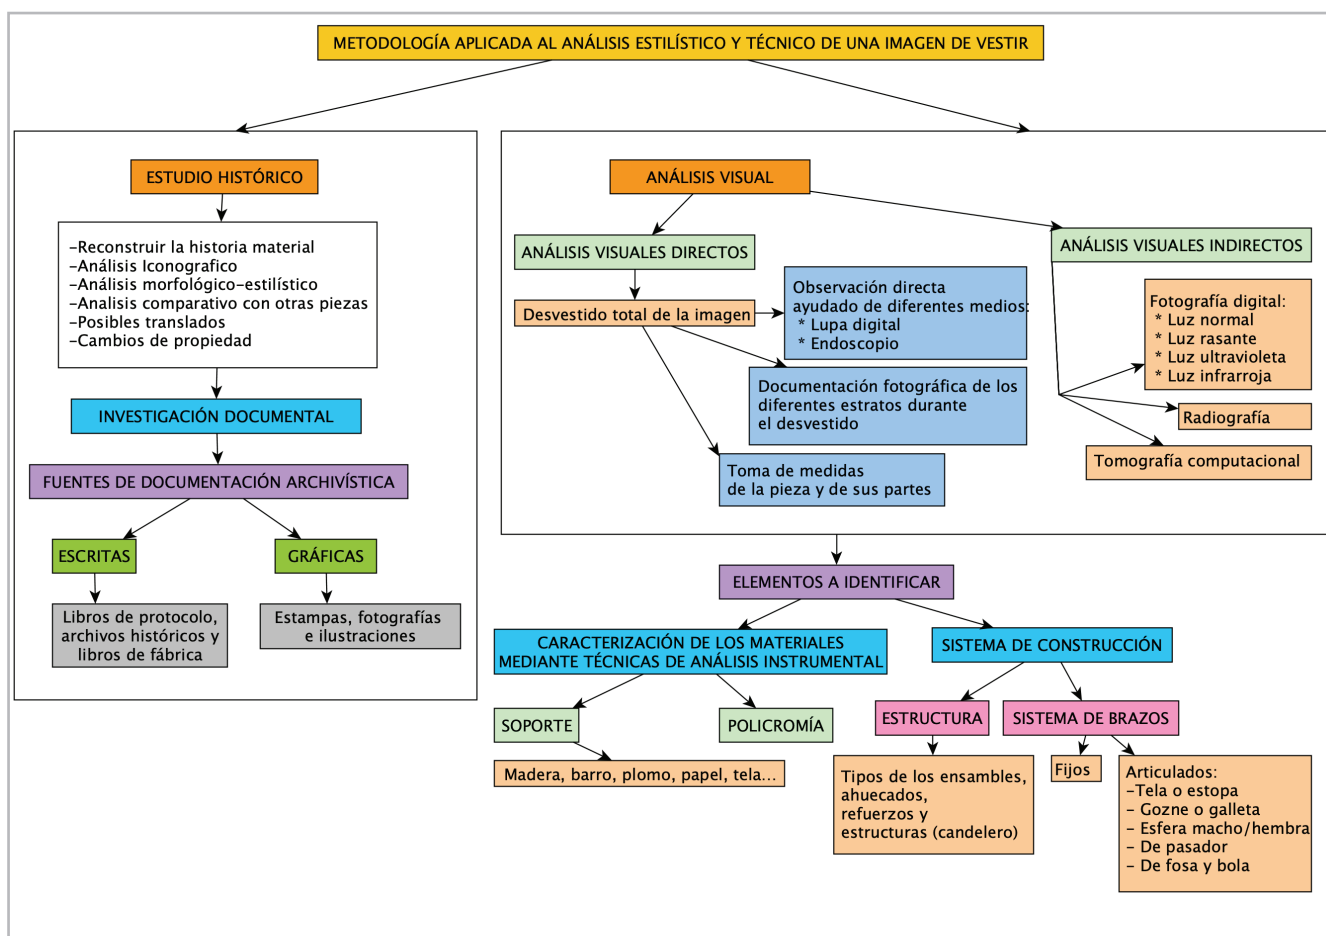 METODOLOGÍA APLICADA AL ANÁLISIS ESTILÍSTICO Y TÉCNICO DE UNA IMAGEN DE VESTIR
ESTUDIO HISTÓRICO
-Reconstruir la historia material
-Análisis Iconografico
-Análisis morfológico-estilístico
-Analisis comparativo con otras piezas
-Posibles translados
-Cambios de propiedad
INVESTIGACIÓN DOCUMENTAL
FUENTES DE DOCUMENTACIÓN ARCHIVÍSTICA
ESCRITAS
GRÁFICAS
Libros de protocolo,
archivos históricos y
libros de fábrica
Estampas, fotografías
e ilustraciones
ANÁLISIS VISUAL
ANÁLISIS VISUALES DIRECTOS
Desvestido total de la imagen
Observación directa
ayudado de diferentes medios:
* Lupa digital
* Endoscopio
Documentación fotográfica de los
diferentes estratos durante
el desvestido
Toma de medidas
de la pieza y de sus partes
ANÁLISIS VISUALES INDIRECTOS
Fotografía digital:
* Luz normal
* Luz rasante
* Luz ultravioleta
* Luz infrarroja
Radiografía
Tomografía computacional
ELEMENTOS A IDENTIFICAR
CARACTERIZACIÓN DE LOS MATERIALES
MEDIANTE TÉCNICAS DE ANÁLISIS INSTRUMENTAL
SOPORTE
POLICROMÍA
Madera, barro, plomo, papel, tela...
SISTEMA DE CONSTRUCCIÓN
ESTRUCTURA
SISTEMA DE BRAZOS
Tipos de los ensambles,
ahuecados,
refuerzos y
estructuras (candelero)
Fijos
Articulados:
-Tela o estopa
- Gozne o galleta
- Esfera macho/hembra
- De pasador
- De fosa y bola